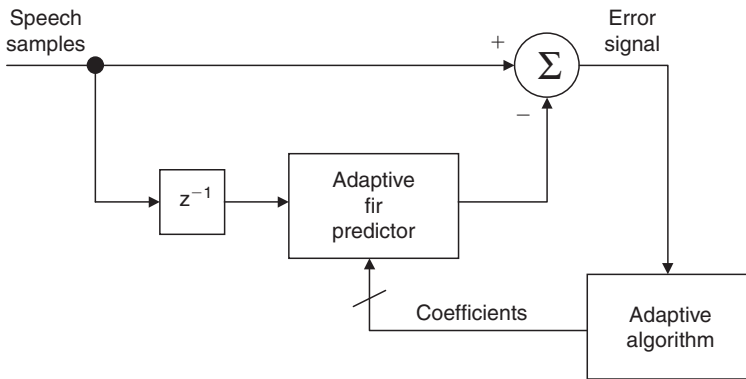 Speech
samples
+
Σ
Error
signal
−
z⁻¹
Adaptive
fir
predictor
Coefficients
Adaptive
algorithm